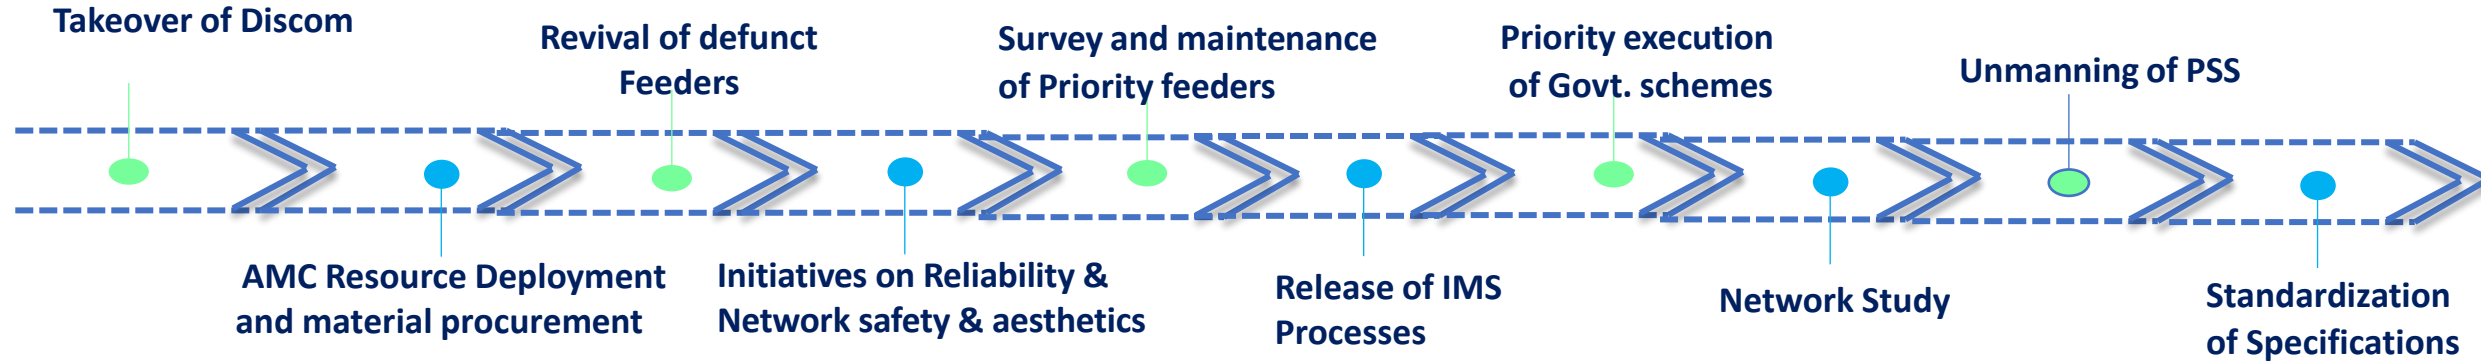 Takeover of Discom
AMC Resource Deployment
and material procurement
Revival of defunct
Feeders
Initiatives on Reliability &
Network safety & aesthetics
Survey and maintenance
of Priority feeders
Release of IMS
Processes
Priority execution
of Govt. schemes
Network Study
Unmanning of PSS
Standardization
of Specifications